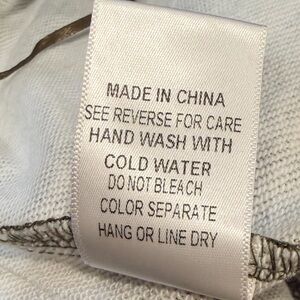 MADE IN CHINA
SEE REVERSE FOR CARE
HAND WASH WITH
COLD WATER
DO NOT BLEACH
COLOR SEPARATE
HANG OR LINE DRY